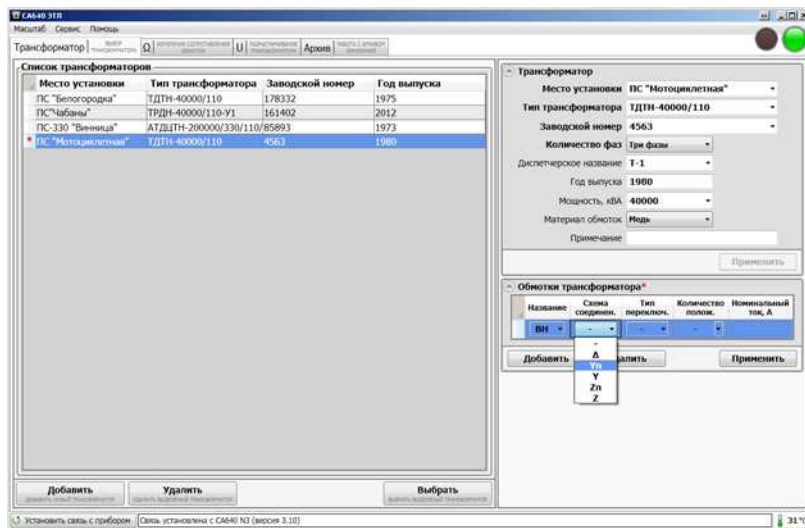 СА640 ЭТЛ
Масштаб Сервис Помощь
Трансформатор Ω U Архив
Список трансформаторов
Место установки Тип трансформатора Заводской номер Год выпуска
ПС "Белогородка" ТДТН-40000/110 178332 1975
ПС"Чабаны" ТРДН-40000/110-У1 161402 2012
ПС-330 "Винница" АТДЦТН-200000/330/110/ 85893 1973
* ПС "Мотоциклетная" ТДТН-40000/110 4563 1980
Трансформатор
Место установки ПС "Мотоциклетная"
Тип трансформатора ТДТН-40000/110
Заводской номер 4563
Количество фаз Три фазы
Диспетчерское название Т-1
Год выпуска 1980
Мощность, кВА 40000
Материал обмоток Медь
Примечание
Применить
Обмотки трансформатора*
Название Схема соединен. Тип переключ. Количество полож. Номинальный ток, А
ВН - - -
-
Δ
Yn
Y
Zn
Z
Добавить далить Применить
Добавить Удалить Выбрать
Установить связь с прибором Связь установлена с СА640 N3 (версия 3.10) 31 °C